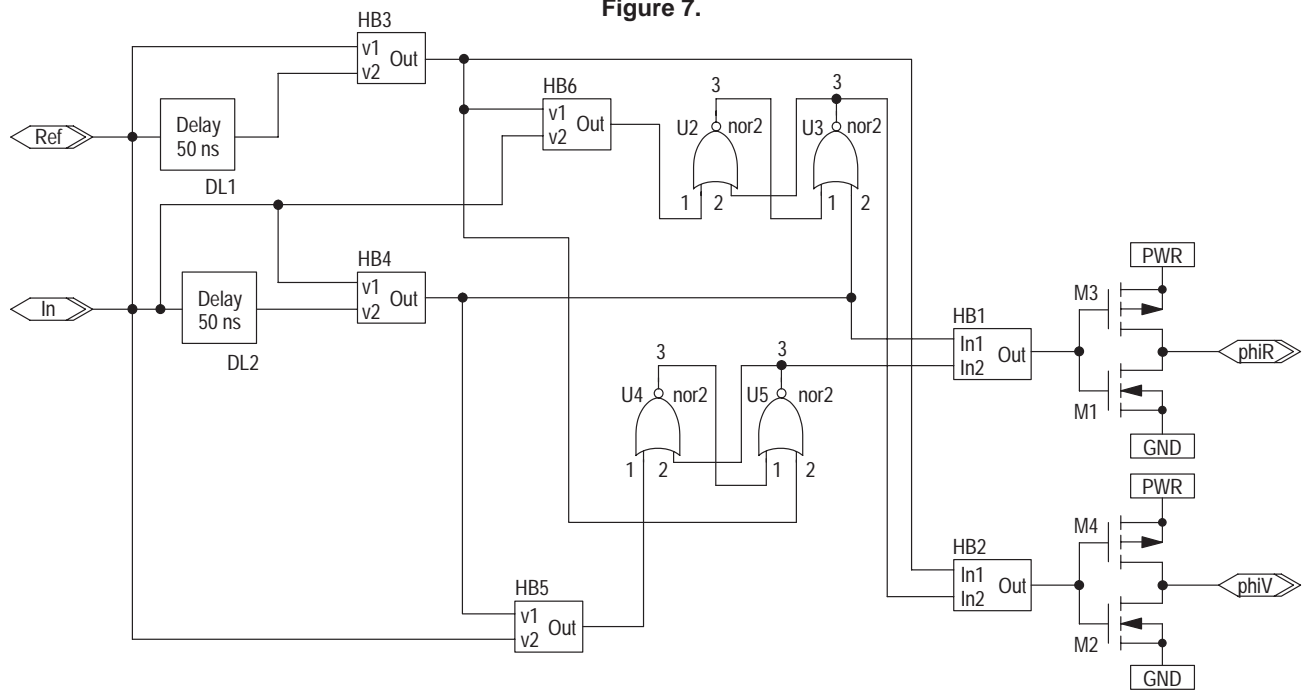 Figure 7.
HB3
v1
v2
Out
HB6
v1
v2
Out
3
3
U2
nor2
U3
nor2
1
2
1
2
Ref
Delay
50 ns
DL1
HB4
v1
v2
Out
In
Delay
50 ns
DL2
3
3
U4
nor2
U5
nor2
1
2
1
2
HB1
In1
In2
Out
PWR
M3
phiR
M1
GND
PWR
HB2
In1
In2
Out
M4
phiV
M2
GND
HB5
v1
v2
Out